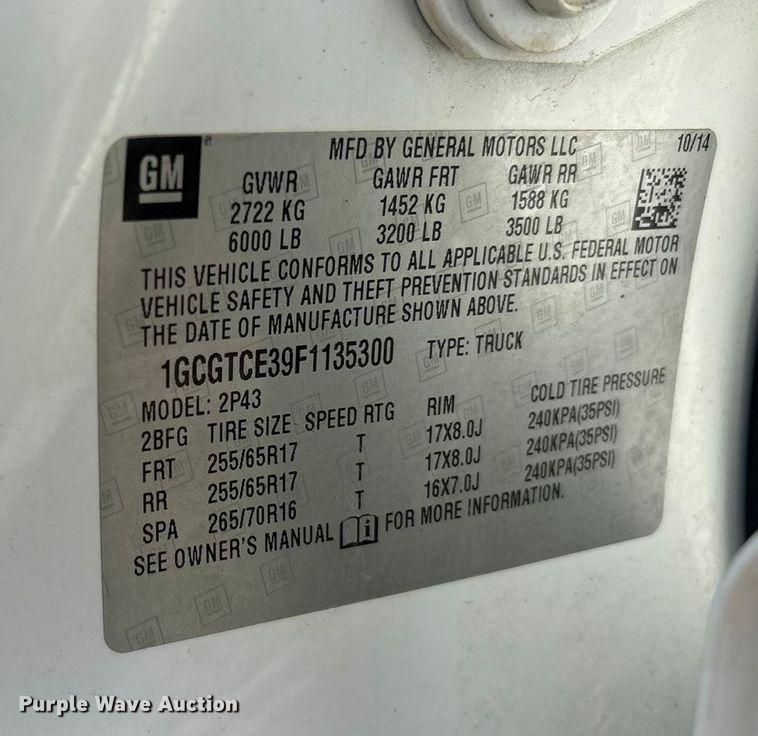 GM
MFD BY GENERAL MOTORS LLC 10/14
GVWR GAWR FRT GAWR RR
2722 KG 1452 KG 1588 KG
6000 LB 3200 LB 3500 LB
THIS VEHICLE CONFORMS TO ALL APPLICABLE U.S. FEDERAL MOTOR
VEHICLE SAFETY AND THEFT PREVENTION STANDARDS IN EFFECT ON
THE DATE OF MANUFACTURE SHOWN ABOVE.
1GCGTCE39F1135300 TYPE: TRUCK
MODEL: 2P43
2BFG TIRE SIZE SPEED RTG RIM COLD TIRE PRESSURE
FRT 255/65R17 T 17X8.0J 240KPA(35PSI)
RR 255/65R17 T 17X8.0J 240KPA(35PSI)
SPA 265/70R16 T 16X7.0J 240KPA(35PSI)
SEE OWNER'S MANUAL i FOR MORE INFORMATION.
Purple Wave Auction